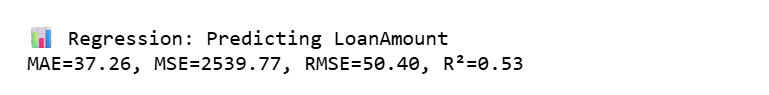 📊 Regression: Predicting LoanAmount
MAE=37.26, MSE=2539.77, RMSE=50.40, R²=0.53